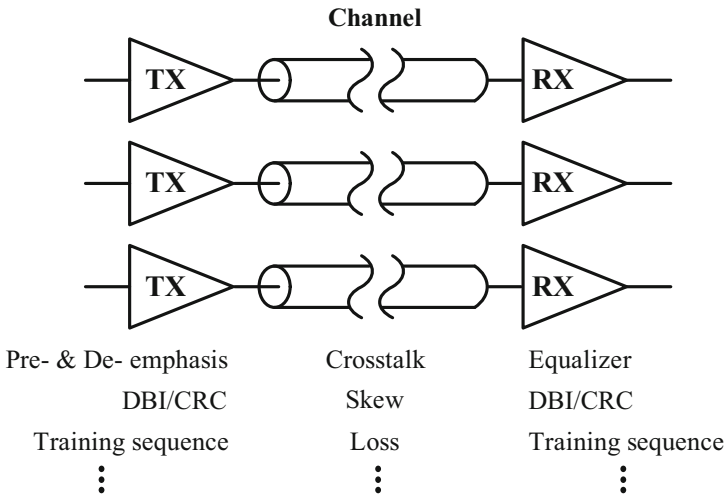 Channel
TX RX
TX RX
TX RX
Pre- & De- emphasis Crosstalk Equalizer
DBI/CRC Skew DBI/CRC
Training sequence Loss Training sequence